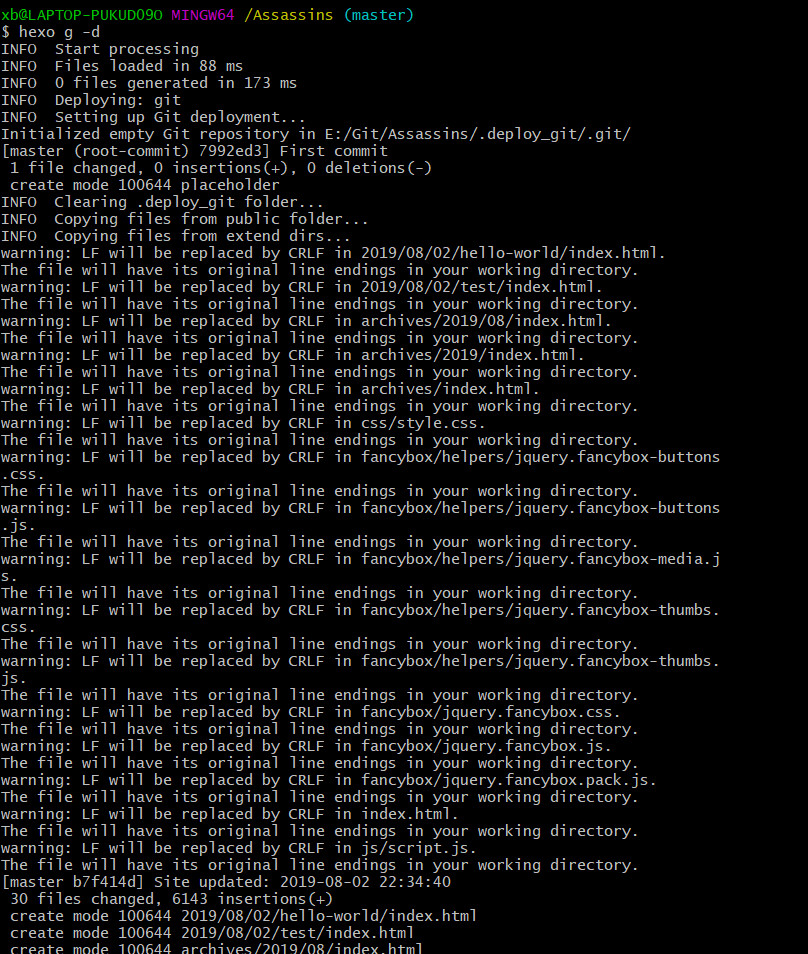 xb@LAPTOP-PUKUD09O MINGW64 /Assassins (master)
$ hexo g -d
INFO  Start processing
INFO  Files loaded in 88 ms
INFO  0 files generated in 173 ms
INFO  Deploying: git
INFO  Setting up Git deployment...
Initialized empty Git repository in E:/Git/Assassins/.deploy_git/.git/
[master (root-commit) 7992ed3] First commit
 1 file changed, 0 insertions(+), 0 deletions(-)
 create mode 100644 placeholder
INFO  Clearing .deploy_git folder...
INFO  Copying files from public folder...
INFO  Copying files from extend dirs...
warning: LF will be replaced by CRLF in 2019/08/02/hello-world/index.html.
The file will have its original line endings in your working directory.
warning: LF will be replaced by CRLF in 2019/08/02/test/index.html.
The file will have its original line endings in your working directory.
warning: LF will be replaced by CRLF in archives/2019/08/index.html.
The file will have its original line endings in your working directory.
warning: LF will be replaced by CRLF in archives/2019/index.html.
The file will have its original line endings in your working directory.
warning: LF will be replaced by CRLF in archives/index.html.
The file will have its original line endings in your working directory.
warning: LF will be replaced by CRLF in css/style.css.
The file will have its original line endings in your working directory.
warning: LF will be replaced by CRLF in fancybox/helpers/jquery.fancybox-buttons
.css.
The file will have its original line endings in your working directory.
warning: LF will be replaced by CRLF in fancybox/helpers/jquery.fancybox-buttons
.js.
The file will have its original line endings in your working directory.
warning: LF will be replaced by CRLF in fancybox/helpers/jquery.fancybox-media.j
s.
The file will have its original line endings in your working directory.
warning: LF will be replaced by CRLF in fancybox/helpers/jquery.fancybox-thumbs.
css.
The file will have its original line endings in your working directory.
warning: LF will be replaced by CRLF in fancybox/helpers/jquery.fancybox-thumbs.
js.
The file will have its original line endings in your working directory.
warning: LF will be replaced by CRLF in fancybox/jquery.fancybox.css.
The file will have its original line endings in your working directory.
warning: LF will be replaced by CRLF in fancybox/jquery.fancybox.js.
The file will have its original line endings in your working directory.
warning: LF will be replaced by CRLF in fancybox/jquery.fancybox.pack.js.
The file will have its original line endings in your working directory.
warning: LF will be replaced by CRLF in index.html.
The file will have its original line endings in your working directory.
warning: LF will be replaced by CRLF in js/script.js.
The file will have its original line endings in your working directory.
[master b7f414d] Site updated: 2019-08-02 22:34:40
 30 files changed, 6143 insertions(+)
 create mode 100644 2019/08/02/hello-world/index.html
 create mode 100644 2019/08/02/test/index.html
 create mode 100644 archives/2019/08/index.html